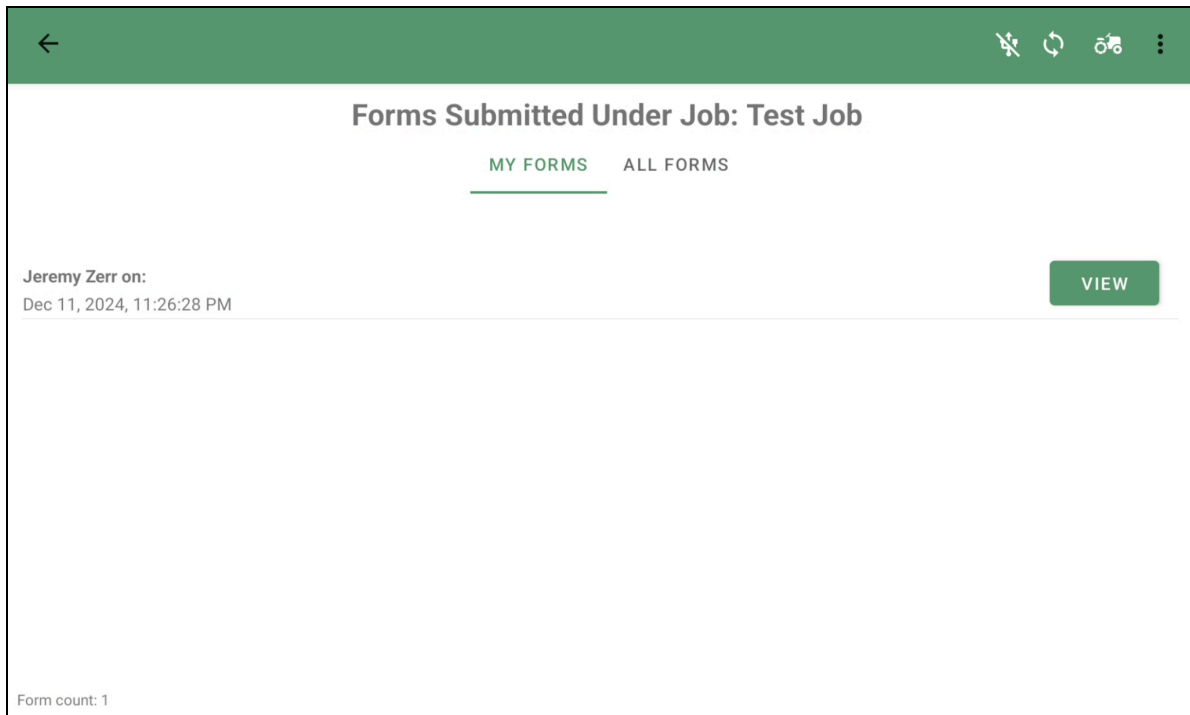 Forms Submitted Under Job: Test Job
MY FORMS ALL FORMS
Jeremy Zerr on:
Dec 11, 2024, 11:26:28 PM
VIEW
Form count: 1